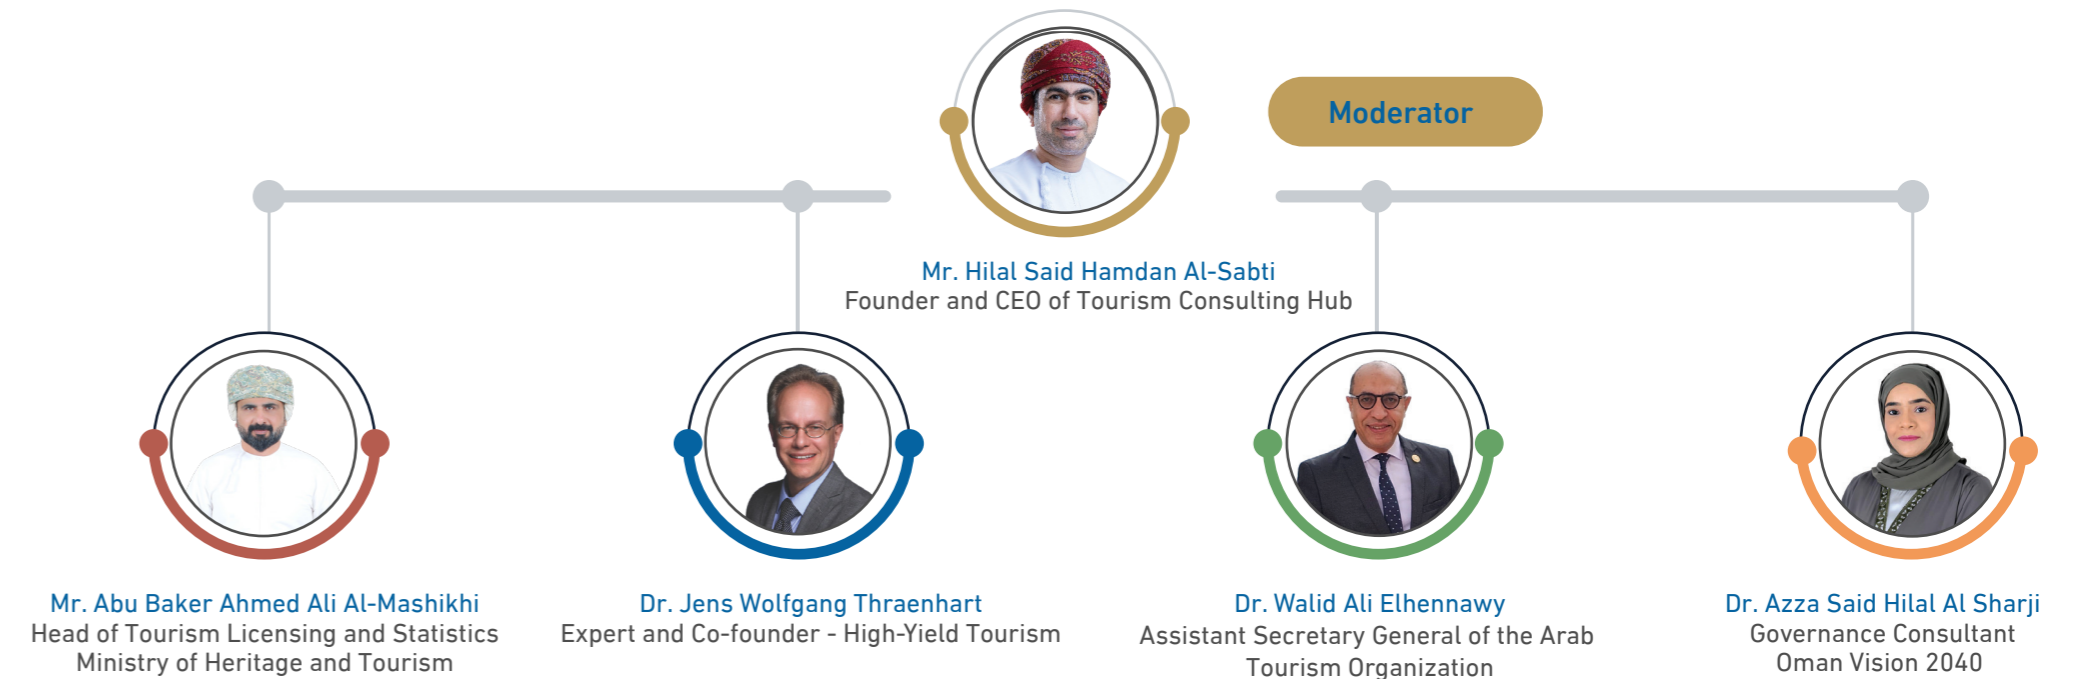 Moderator
Mr. Hilal Said Hamdan Al-Sabti
Founder and CEO of Tourism Consulting Hub
Mr. Abu Baker Ahmed Ali Al-Mashikhi
Head of Tourism Licensing and Statistics
Ministry of Heritage and Tourism
Dr. Jens Wolfgang Thraenhart
Expert and Co-founder - High-Yield Tourism
Dr. Walid Ali Elhennawy
Assistant Secretary General of the Arab
Tourism Organization
Dr. Azza Said Hilal Al Sharji
Governance Consultant
Oman Vision 2040